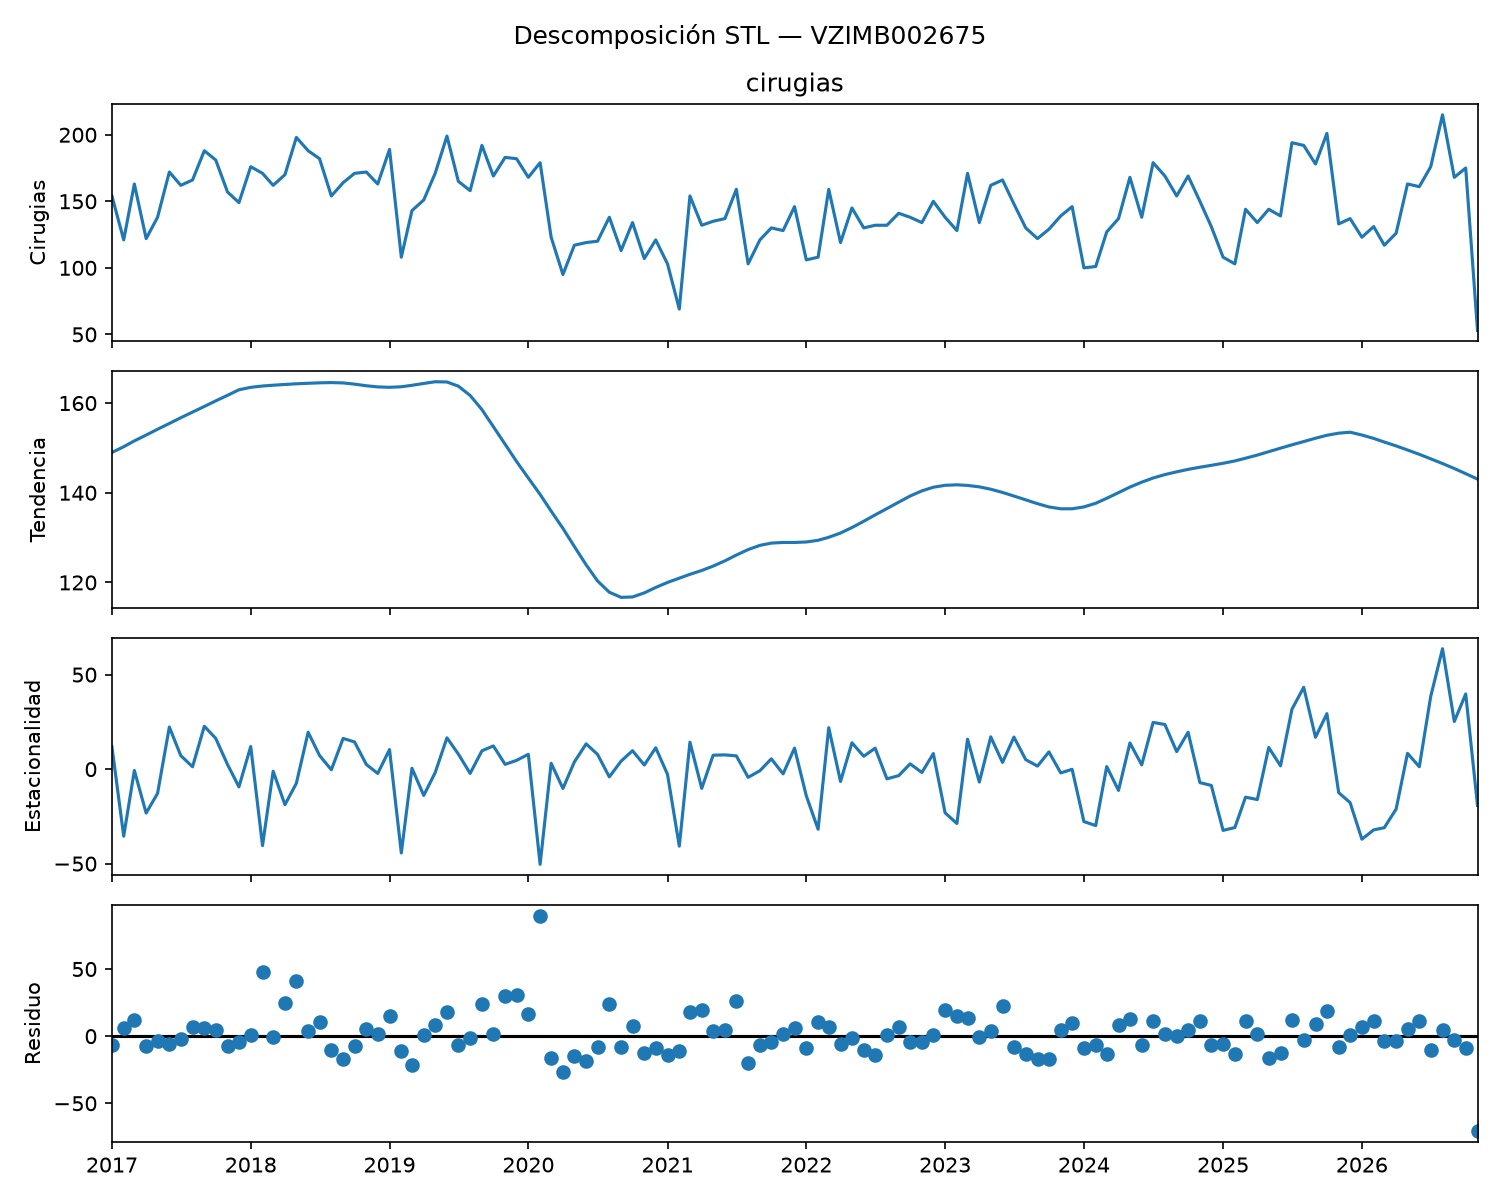 Descomposición STL — VZIMB002675
cirugias
Cirugias
200
150
100
50
Tendencia
160
140
120
Estacionalidad
50
0
−50
Residuo
50
0
−50
2017 2018 2019 2020 2021 2022 2023 2024 2025 2026